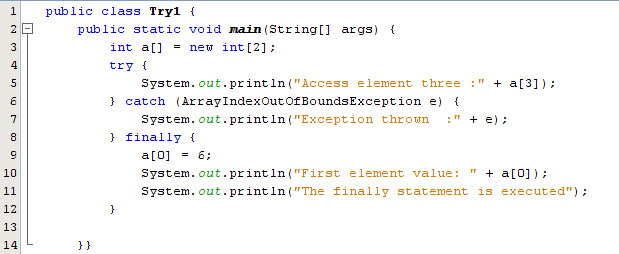 1 public class Try1 {
2 public static void main(String[] args) {
3 int a[] = new int[2];
4 try {
5 System.out.println("Access element three :" + a[3]);
6 } catch (ArrayIndexOutOfBoundsException e) {
7 System.out.println("Exception thrown  :" + e);
8 } finally {
9 a[0] = 6;
10 System.out.println("First element value: " + a[0]);
11 System.out.println("The finally statement is executed");
12 }
13
14 }}